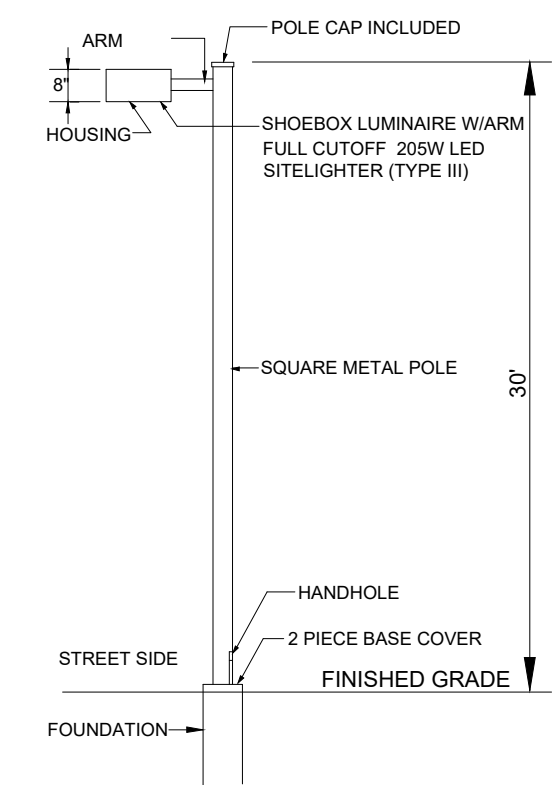 POLE CAP INCLUDED
ARM
8"
HOUSING
SHOEBOX LUMINAIRE W/ARM
FULL CUTOFF 205W LED
SITELIGHTER (TYPE III)
SQUARE METAL POLE
30'
HANDHOLE
2 PIECE BASE COVER
STREET SIDE
FINISHED GRADE
FOUNDATION